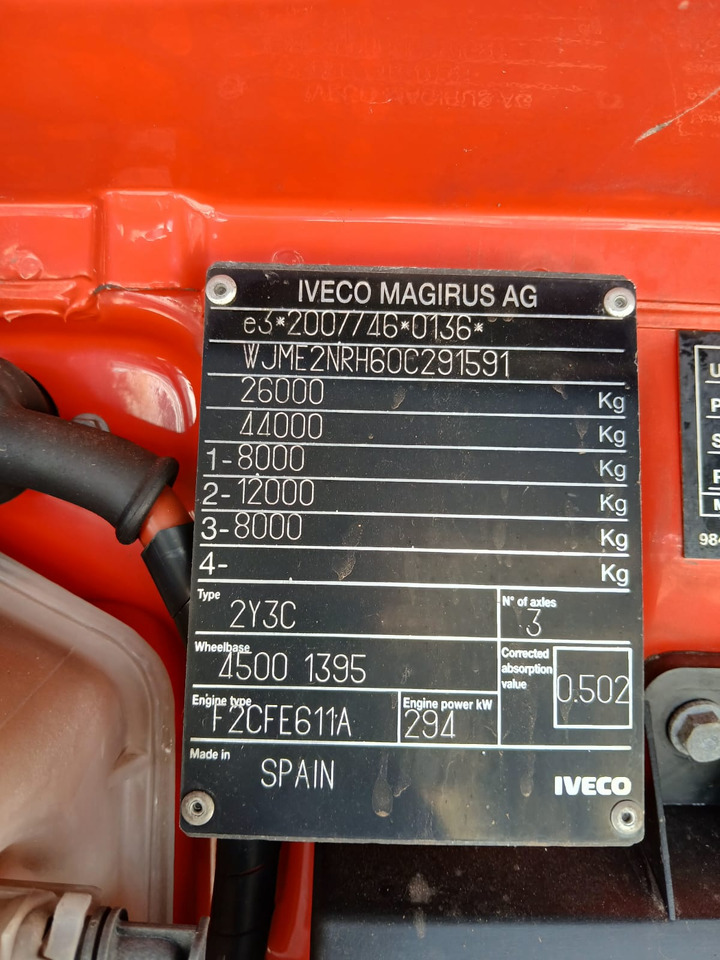 IVECO MAGIRUS AG
e3*2007/46*0136*
WJME2NRH60C291591
26000 Kg
44000 Kg
1-8000 Kg
2-12000 Kg
3-8000 Kg
4- Kg
Type
2Y3C
N° of axles
3
Wheelbase
4500 1395
Corrected
absorption
value
0.502
Engine type
F2CFE611A
Engine power kW
294
Made in
SPAIN
IVECO
U
P
S
M
984